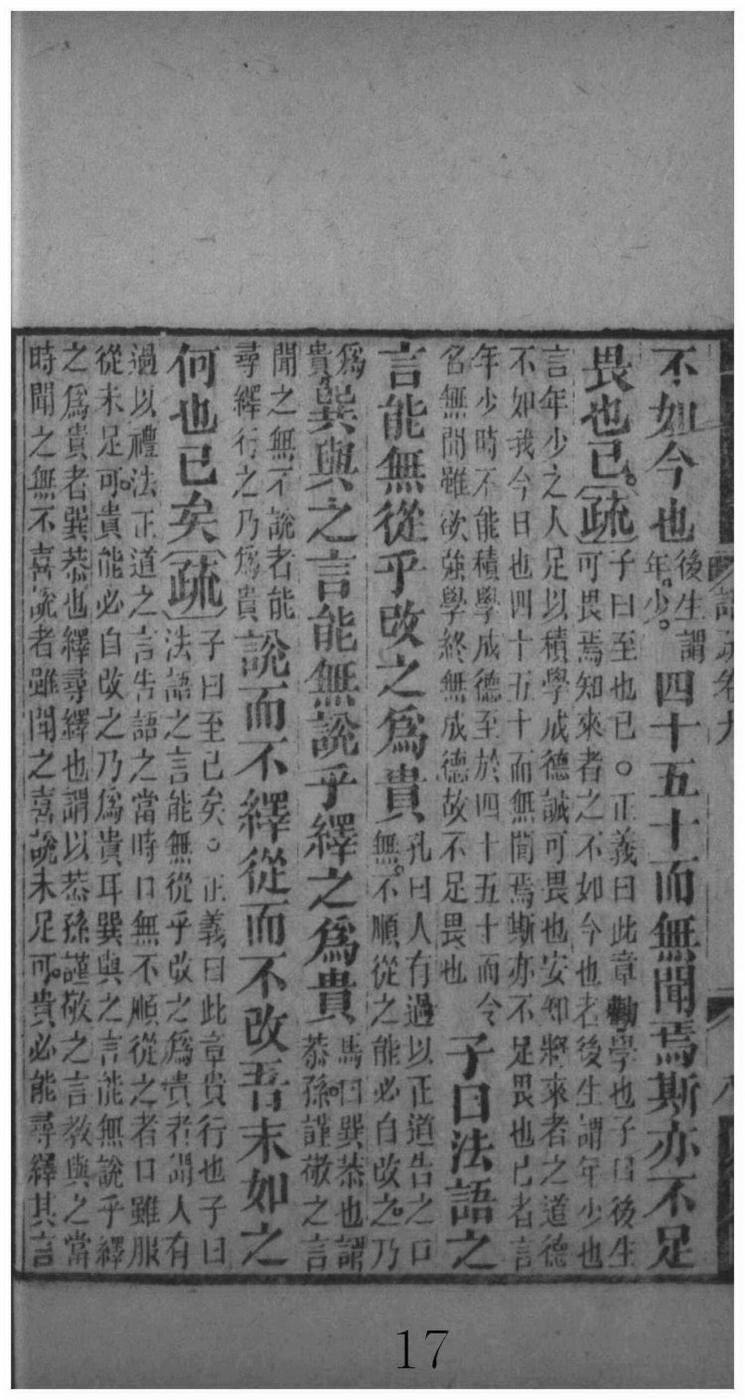 語疏卷九 八
不如今也
後生謂
年少。
四十五十而無聞焉斯亦不足
畏也已。疏
子曰至也已○正義曰此章勸學也子曰後生
可畏焉知來者之不如今也者後生謂年少也
言年少之人足以積學成德誠可畏也安知將來者之道德
不如我今日也四十五十而無聞焉斯亦不足畏也已者言
年少時不能積學成德至於四十五十而令
名無聞雖欲強學終無成德故不足畏也
子曰法語之
言能無從乎改之爲貴
孔曰人有過以正道告之口
無。不順從之能必自改之。乃
爲
貴
巽與之言能無說乎繹之爲貴
馬曰巽恭也謂
恭孫。謹敬之言
聞之無不說者能
尋繹行之乃爲貴
說而不繹從而不改吾末如之
何也已矣疏
子曰至已矣○正義曰此章貴行也子曰
法語之言能無從乎改之爲貴者謂人有
過以禮法正道之言告語之當時口無不順從之者口雖服
從未足可。貴能必自改之乃爲貴耳巽與之言能無說乎繹
之爲貴者巽恭也繹尋繹也謂以恭孫謹敬之言教與之當
時聞之無不喜說者雖聞之喜說未足可。貴必能尋繹其言
17